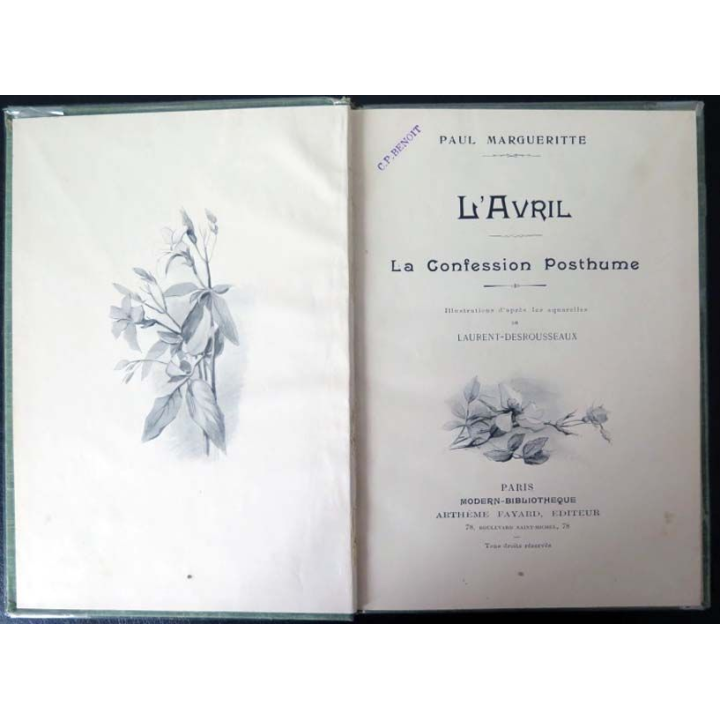 C.P. BENOIT
PAUL MARGUERITTE
L'AVRIL
La Confession Posthume
Illustrations d'après les aquarelles
DE
LAURENT-DESROUSSEAUX
PARIS
MODERN-BIBLIOTHEQUE
ARTHÈME FAYARD, EDITEUR
78, BOULEVARD SAINT-MICHEL, 78
Tous droits réservés